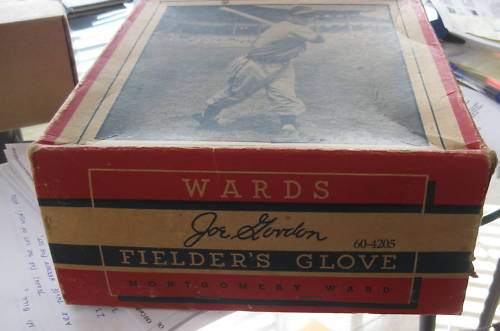 WARDS
Joe Gordon
60-4205
FIELDER'S GLOVE
MONTGOMERY WARD